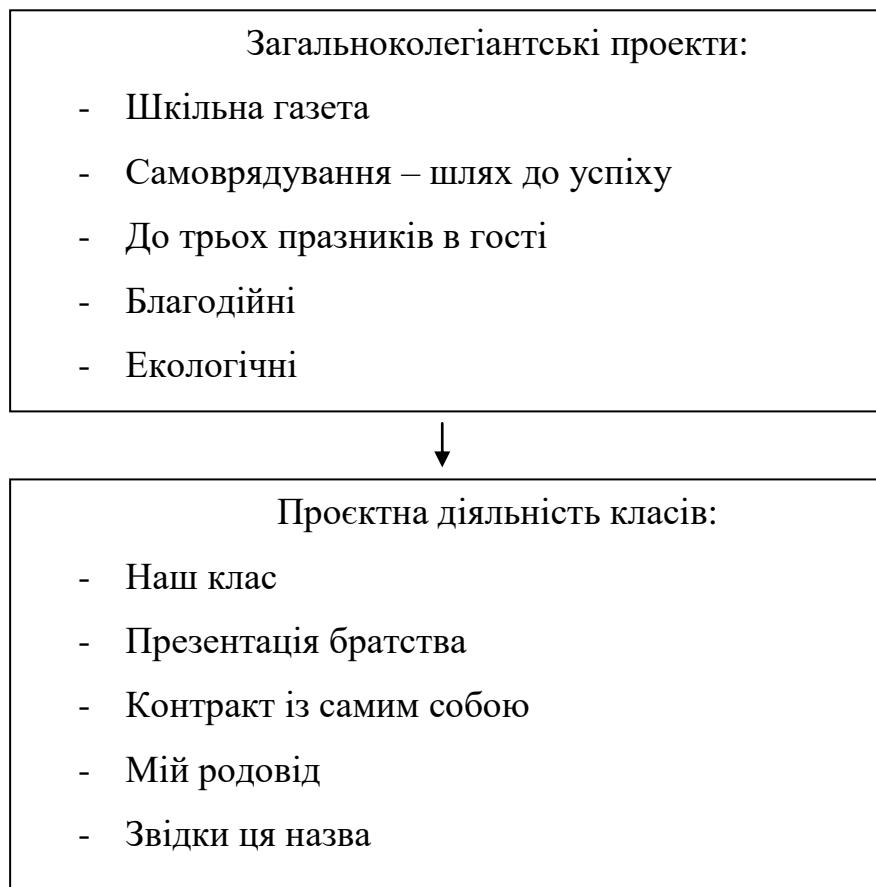 Загальноколегіантські проекти:
- Шкільна газета
- Самоврядування – шлях до успіху
- До трьох празників в гості
- Благодійні
- Екологічні
Проєктна діяльність класів:
- Наш клас
- Презентація братства
- Контракт із самим собою
- Мій родовід
- Звідки ця назва